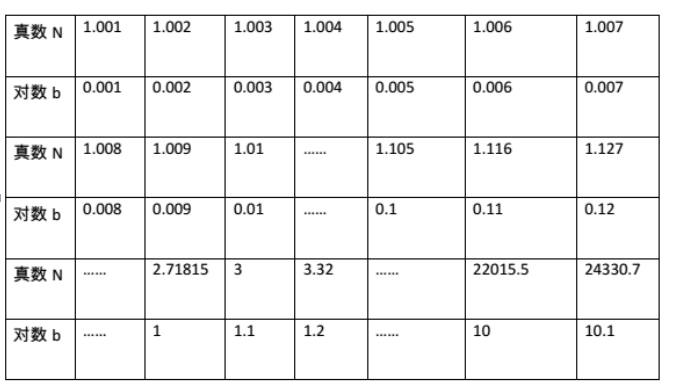 真数 N 1.001 1.002 1.003 1.004 1.005 1.006 1.007
对数 b 0.001 0.002 0.003 0.004 0.005 0.006 0.007
真数 N 1.008 1.009 1.01 …… 1.105 1.116 1.127
对数 b 0.008 0.009 0.01 …… 0.1 0.11 0.12
真数 N …… 2.71815 3 3.32 …… 22015.5 24330.7
对数 b …… 1 1.1 1.2 …… 10 10.1